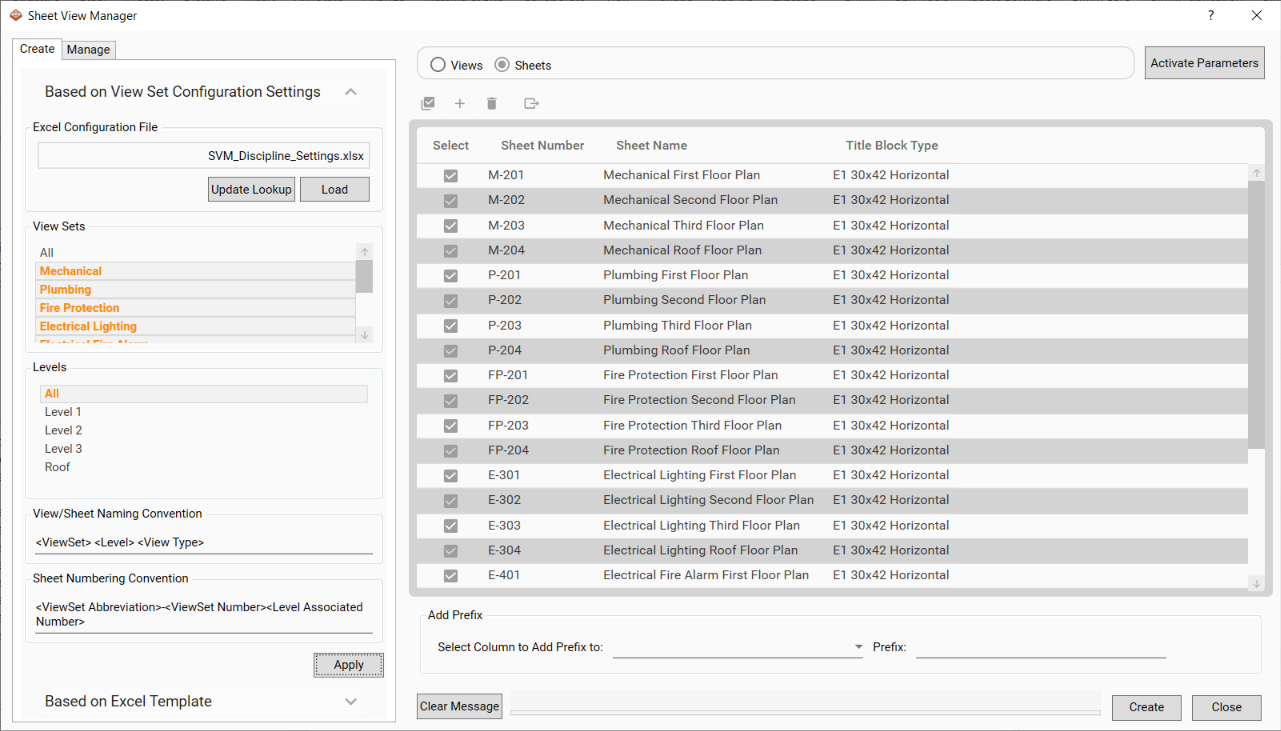 Sheet View Manager
?
Create
Manage
Based on View Set Configuration Settings
Excel Configuration File
SVM_Discipline_Settings.xlsx
Update Lookup
Load
View Sets
All
Mechanical
Plumbing
Fire Protection
Electrical Lighting
Electrical Fire Alarm
Levels
All
Level 1
Level 2
Level 3
Roof
View/Sheet Naming Convention
<ViewSet> <Level> <View Type>
Sheet Numbering Convention
<ViewSet Abbreviation>-<ViewSet Number><Level Associated
Number>
Apply
Based on Excel Template
Views
Sheets
Activate Parameters
Select Sheet Number Sheet Name Title Block Type
M-201 Mechanical First Floor Plan E1 30x42 Horizontal
M-202 Mechanical Second Floor Plan E1 30x42 Horizontal
M-203 Mechanical Third Floor Plan E1 30x42 Horizontal
M-204 Mechanical Roof Floor Plan E1 30x42 Horizontal
P-201 Plumbing First Floor Plan E1 30x42 Horizontal
P-202 Plumbing Second Floor Plan E1 30x42 Horizontal
P-203 Plumbing Third Floor Plan E1 30x42 Horizontal
P-204 Plumbing Roof Floor Plan E1 30x42 Horizontal
FP-201 Fire Protection First Floor Plan E1 30x42 Horizontal
FP-202 Fire Protection Second Floor Plan E1 30x42 Horizontal
FP-203 Fire Protection Third Floor Plan E1 30x42 Horizontal
FP-204 Fire Protection Roof Floor Plan E1 30x42 Horizontal
E-301 Electrical Lighting First Floor Plan E1 30x42 Horizontal
E-302 Electrical Lighting Second Floor Plan E1 30x42 Horizontal
E-303 Electrical Lighting Third Floor Plan E1 30x42 Horizontal
E-304 Electrical Lighting Roof Floor Plan E1 30x42 Horizontal
E-401 Electrical Fire Alarm First Floor Plan E1 30x42 Horizontal
Add Prefix
Select Column to Add Prefix to:
Prefix:
Clear Message
Create
Close